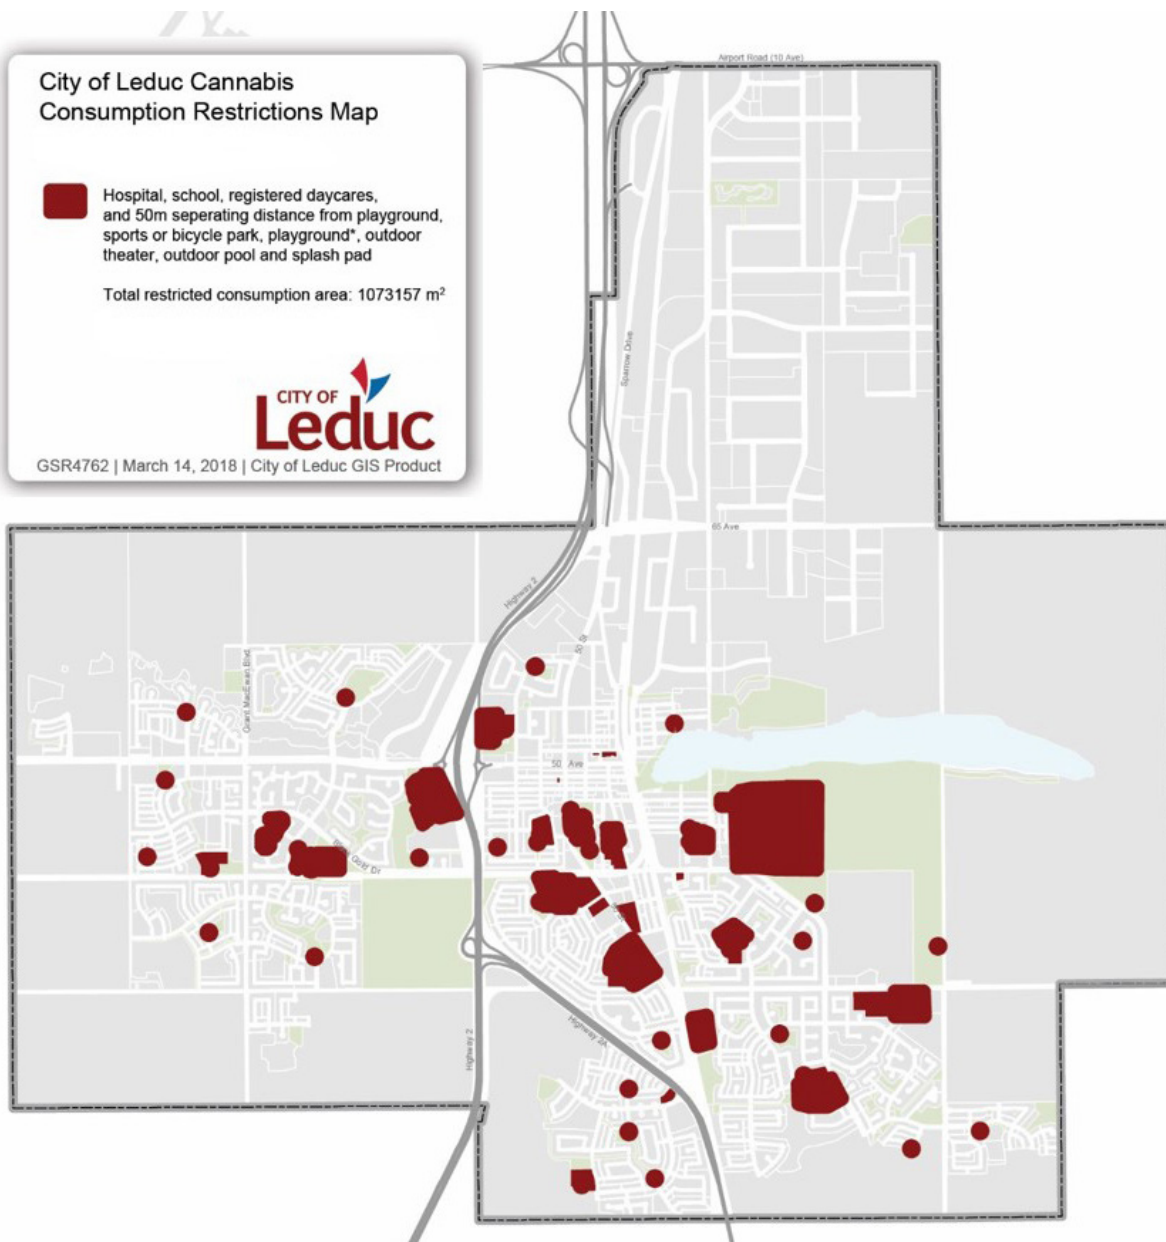 City of Leduc Cannabis
Consumption Restrictions Map
Hospital, school, registered daycares,
and 50m seperating distance from playground,
sports or bicycle park, playground*, outdoor
theater, outdoor pool and splash pad
Total restricted consumption area: 1073157 m²
CITY OF
Leduc
GSR4762 | March 14, 2018 | City of Leduc GIS Product
Airport Road (10 Ave)
Sparrow Drive
65 Ave
Highway 2
50 St
Grant MacEwan Blvd
50 Ave
Gold Dr
Highway 2A
Highway 2